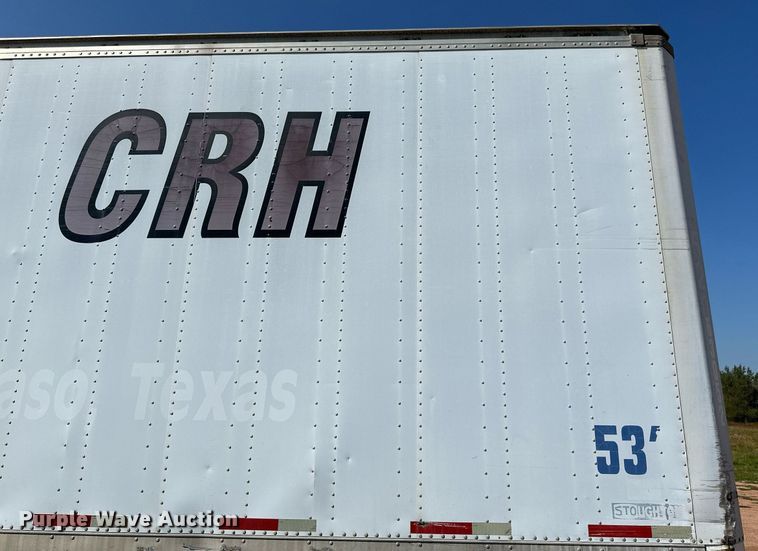 CRH
aso Texas
53'
STOUGHTON
Purple Wave Auction